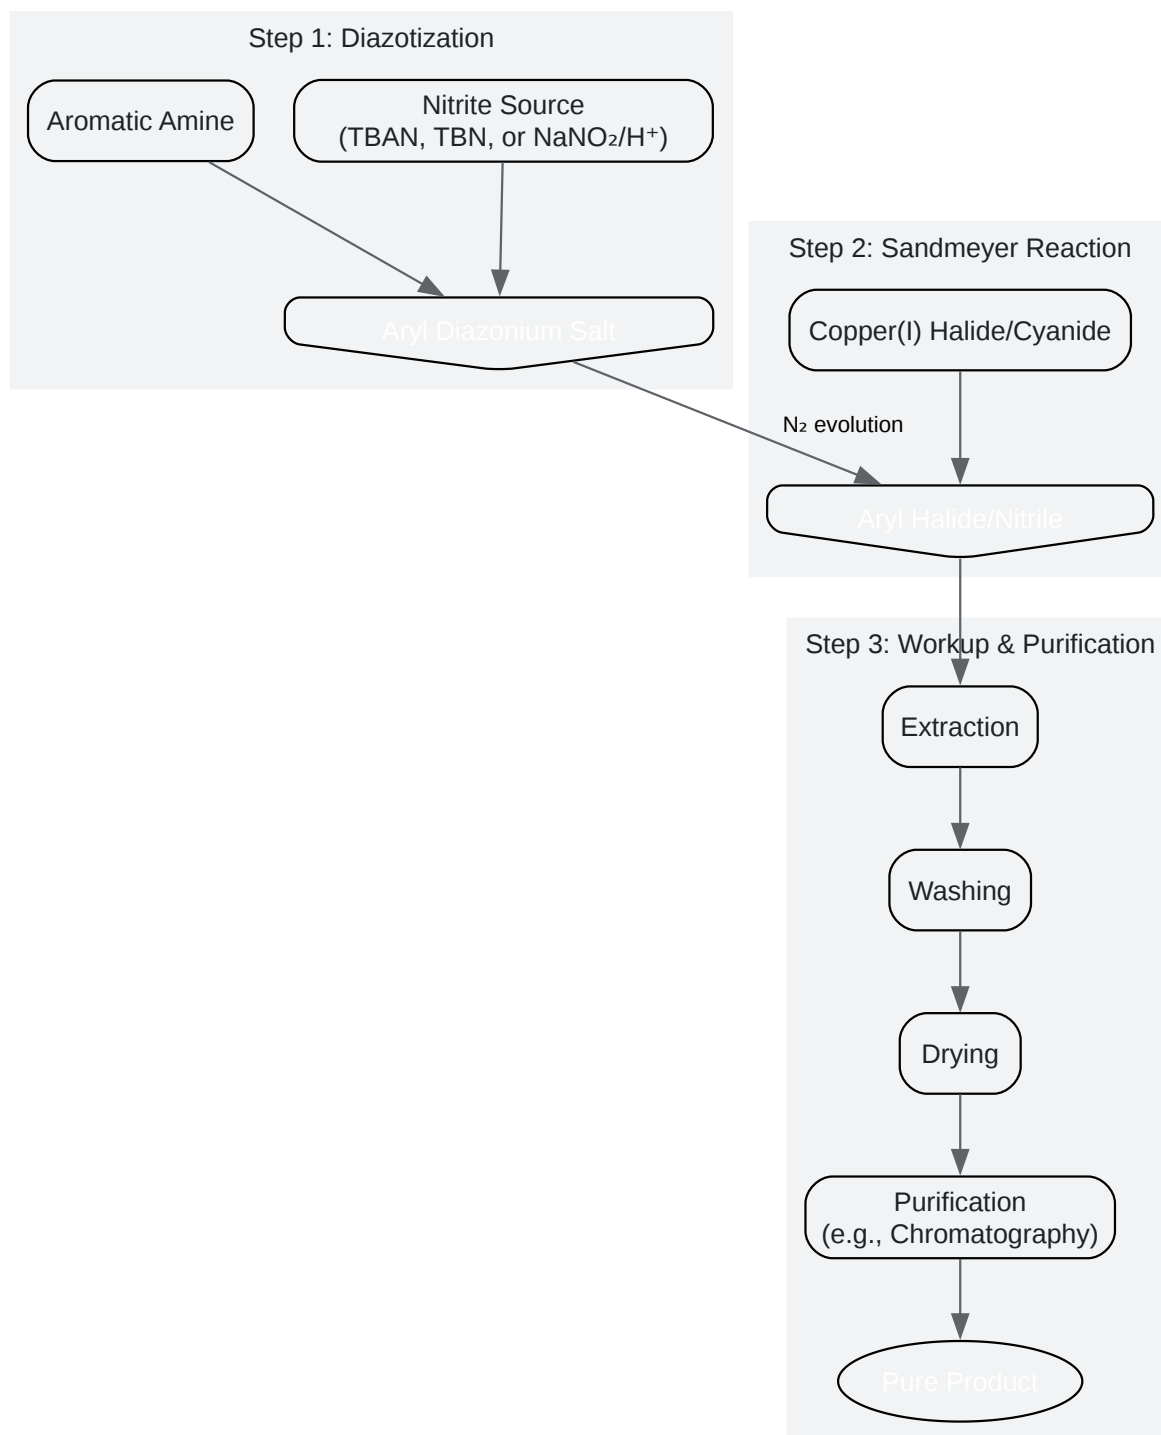 Step 1: Diazotization
Aromatic Amine
Nitrite Source
(TBAN, TBN, or NaNO₂/H⁺)
Aryl Diazonium Salt
Step 2: Sandmeyer Reaction
Copper(I) Halide/Cyanide
N₂ evolution
Aryl Halide/Nitrile
Step 3: Workup & Purification
Extraction
Washing
Drying
Purification
(e.g., Chromatography)
Pure Product